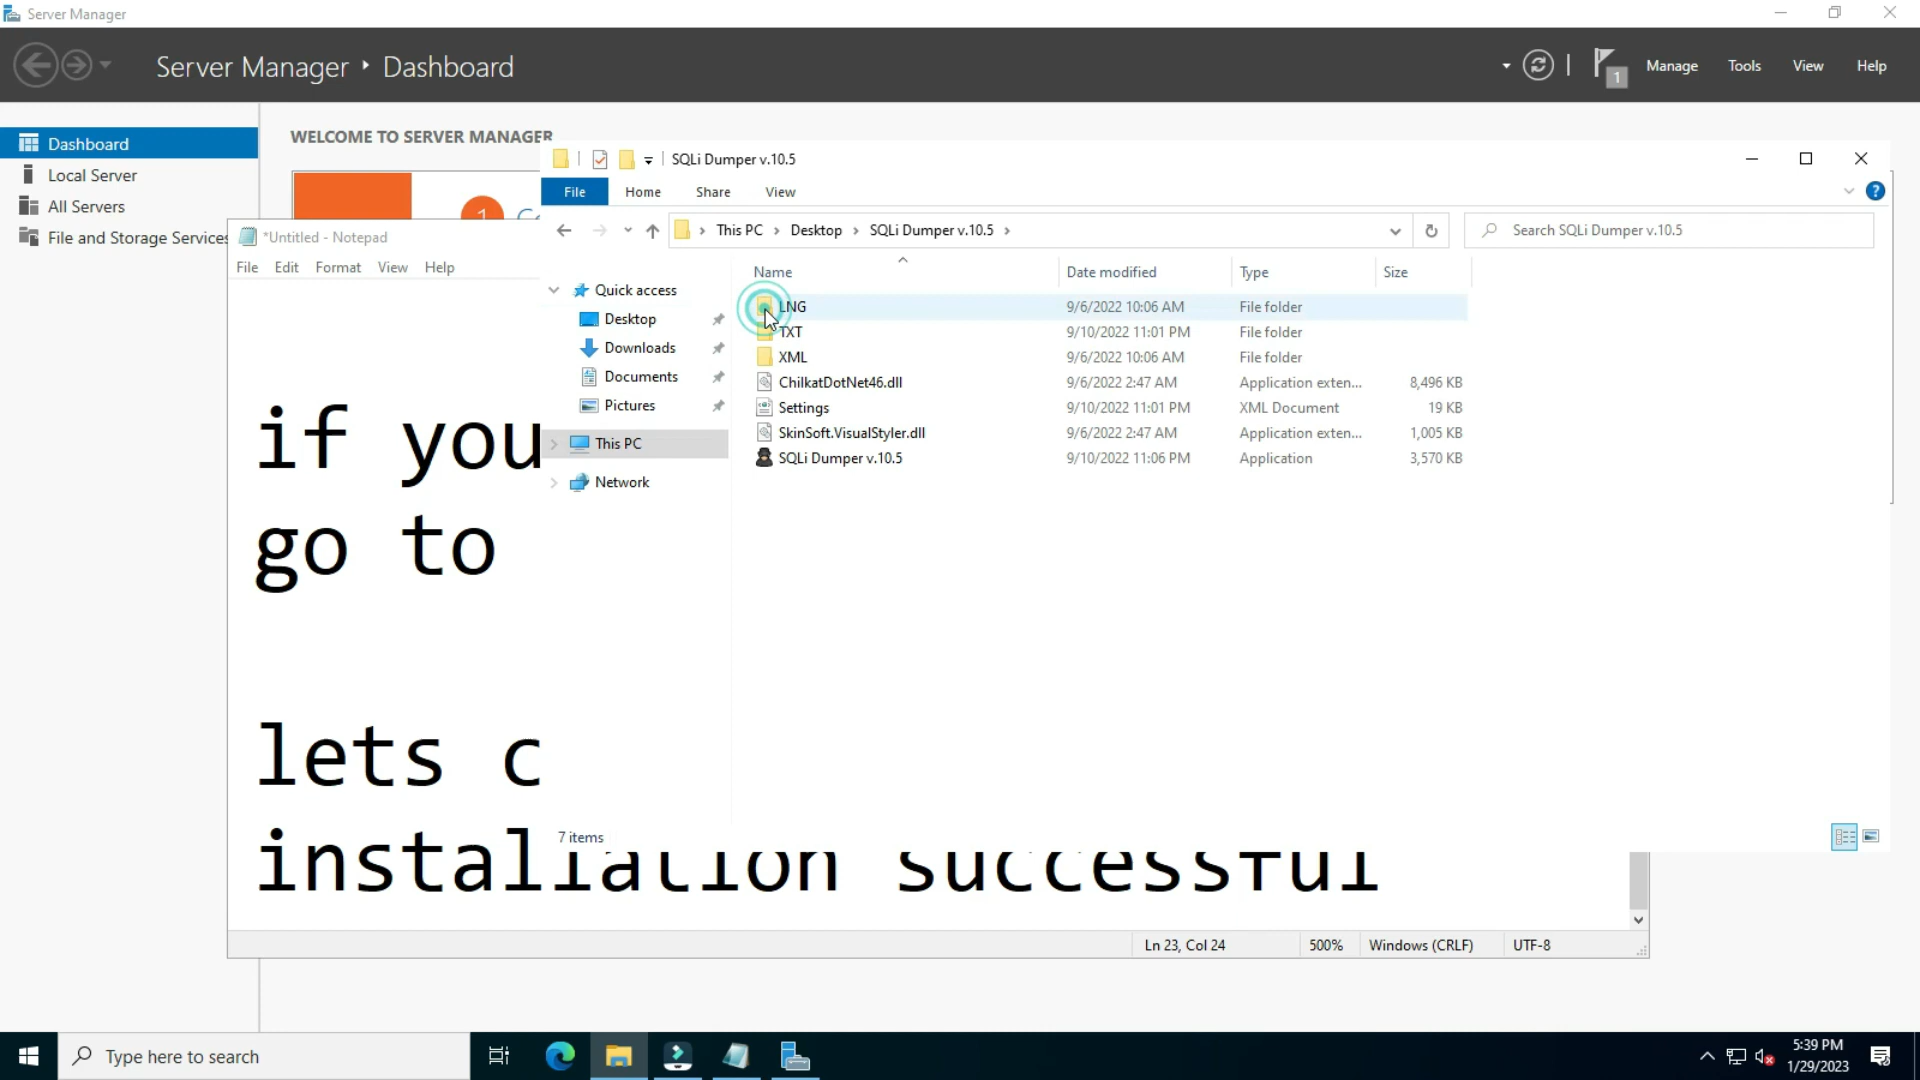 Server Manager
Server Manager
Dashboard
1
Manage
Tools
View
Help
Dashboard
Local Server
All Servers
File and Storage Services
WELCOME TO SERVER MANAGER
1
*Untitled - Notepad
File Edit Format View Help
if you
go to
lets c
installation successful
Ln 23, Col 24
500%
Windows (CRLF)
UTF-8
SQLi Dumper v.10.5
File
Home
Share
View
This PC
Desktop
SQLi Dumper v.10.5
Search SQLi Dumper v.10.5
Quick access
Desktop
Downloads
Documents
Pictures
This PC
Network
Name Date modified Type Size
LNG 9/6/2022 10:06 AM File folder
TXT 9/10/2022 11:01 PM File folder
XML 9/6/2022 10:06 AM File folder
ChilkatDotNet46.dll 9/6/2022 2:47 AM Application exten... 8,496 KB
Settings 9/10/2022 11:01 PM XML Document 19 KB
SkinSoft.VisualStyler.dll 9/6/2022 2:47 AM Application exten... 1,005 KB
SQLi Dumper v.10.5 9/10/2022 11:06 PM Application 3,570 KB
7 items
Type here to search
5:39 PM
1/29/2023